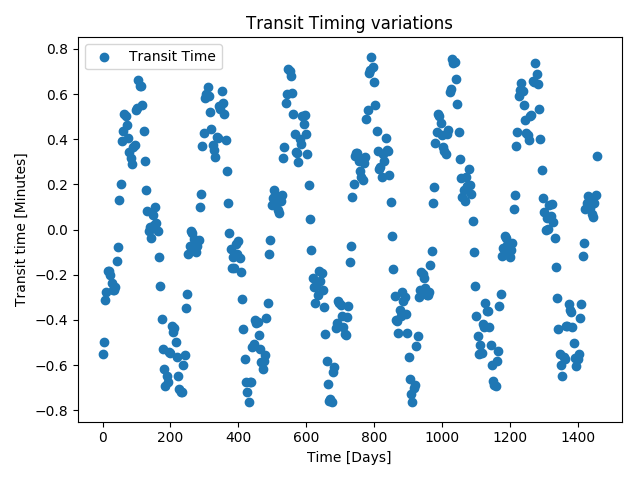 Transit Timing variations
Transit Time
Transit time [Minutes]
0.8
0.6
0.4
0.2
0.0
−0.2
−0.4
−0.6
−0.8
0 200 400 600 800 1000 1200 1400
Time [Days]